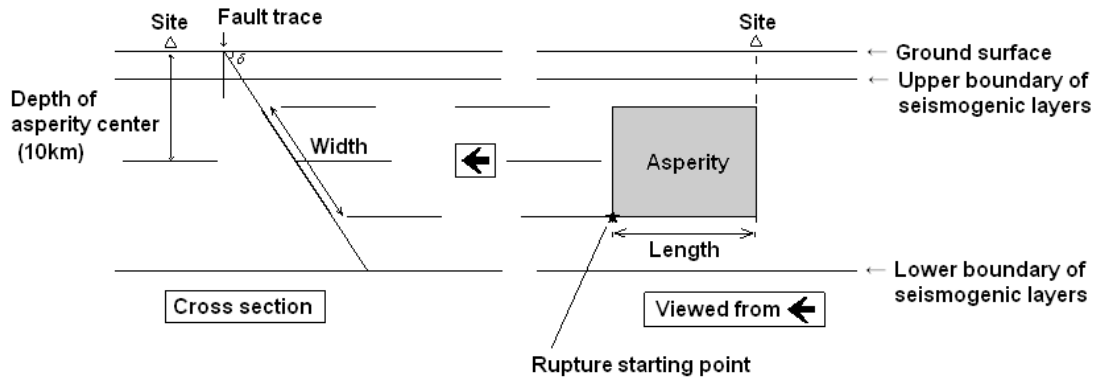 Site
Fault trace
δ
Depth of
asperity center
(10km)
Width
Cross section
Site
Ground surface
Upper boundary of
seismogenic layers
Asperity
Length
Lower boundary of
seismogenic layers
Viewed from
Rupture starting point